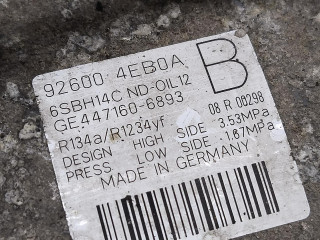 92600 4EB0A B
6SBH14C ND-OIL12
GE447160-6893 08 R 08298
R134a/R1234yf
DESIGN HIGH SIDE 3.53MPa
PRESS. LOW SIDE 1.87MPa
MADE IN GERMANY